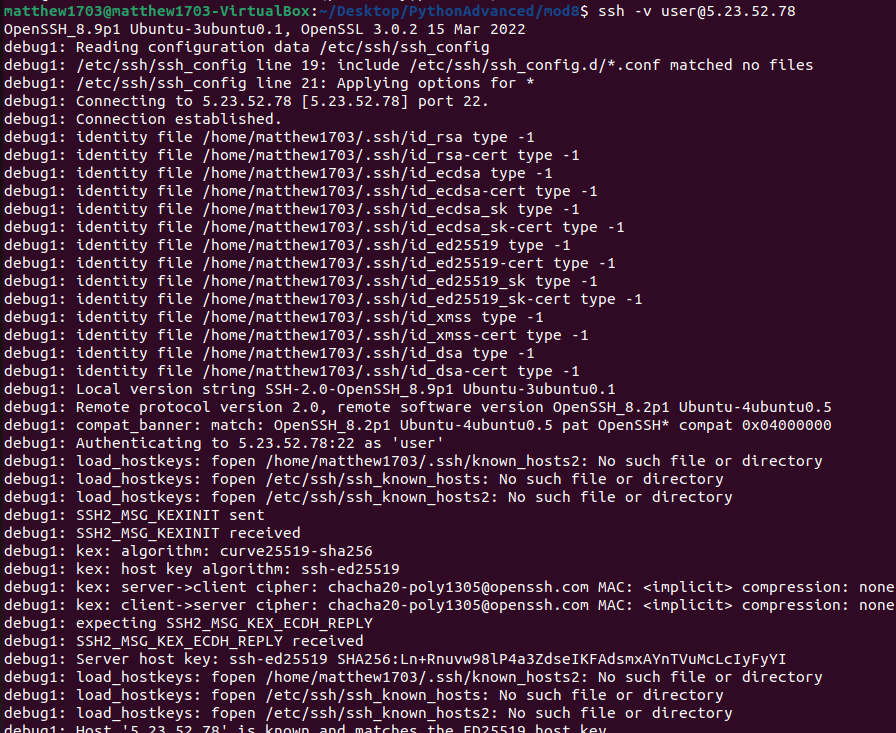 matthew1703@matthew1703-VirtualBox:~/Desktop/PythonAdvanced/mod8$ ssh -v user@5.23.52.78
OpenSSH_8.9p1 Ubuntu-3ubuntu0.1, OpenSSL 3.0.2 15 Mar 2022
debug1: Reading configuration data /etc/ssh/ssh_config
debug1: /etc/ssh/ssh_config line 19: include /etc/ssh/ssh_config.d/*.conf matched no files
debug1: /etc/ssh/ssh_config line 21: Applying options for *
debug1: Connecting to 5.23.52.78 [5.23.52.78] port 22.
debug1: Connection established.
debug1: identity file /home/matthew1703/.ssh/id_rsa type -1
debug1: identity file /home/matthew1703/.ssh/id_rsa-cert type -1
debug1: identity file /home/matthew1703/.ssh/id_ecdsa type -1
debug1: identity file /home/matthew1703/.ssh/id_ecdsa-cert type -1
debug1: identity file /home/matthew1703/.ssh/id_ecdsa_sk type -1
debug1: identity file /home/matthew1703/.ssh/id_ecdsa_sk-cert type -1
debug1: identity file /home/matthew1703/.ssh/id_ed25519 type -1
debug1: identity file /home/matthew1703/.ssh/id_ed25519-cert type -1
debug1: identity file /home/matthew1703/.ssh/id_ed25519_sk type -1
debug1: identity file /home/matthew1703/.ssh/id_ed25519_sk-cert type -1
debug1: identity file /home/matthew1703/.ssh/id_xmss type -1
debug1: identity file /home/matthew1703/.ssh/id_xmss-cert type -1
debug1: identity file /home/matthew1703/.ssh/id_dsa type -1
debug1: identity file /home/matthew1703/.ssh/id_dsa-cert type -1
debug1: Local version string SSH-2.0-OpenSSH_8.9p1 Ubuntu-3ubuntu0.1
debug1: Remote protocol version 2.0, remote software version OpenSSH_8.2p1 Ubuntu-4ubuntu0.5
debug1: compat_banner: match: OpenSSH_8.2p1 Ubuntu-4ubuntu0.5 pat OpenSSH* compat 0x04000000
debug1: Authenticating to 5.23.52.78:22 as 'user'
debug1: load_hostkeys: fopen /home/matthew1703/.ssh/known_hosts2: No such file or directory
debug1: load_hostkeys: fopen /etc/ssh/ssh_known_hosts: No such file or directory
debug1: load_hostkeys: fopen /etc/ssh/ssh_known_hosts2: No such file or directory
debug1: SSH2_MSG_KEXINIT sent
debug1: SSH2_MSG_KEXINIT received
debug1: kex: algorithm: curve25519-sha256
debug1: kex: host key algorithm: ssh-ed25519
debug1: kex: server->client cipher: chacha20-poly1305@openssh.com MAC: <implicit> compression: none
debug1: kex: client->server cipher: chacha20-poly1305@openssh.com MAC: <implicit> compression: none
debug1: expecting SSH2_MSG_KEX_ECDH_REPLY
debug1: SSH2_MSG_KEX_ECDH_REPLY received
debug1: Server host key: ssh-ed25519 SHA256:Ln+Rnuvw98lP4a3ZdseIKFAdsmxAYnTVuMcLcIyFyYI
debug1: load_hostkeys: fopen /home/matthew1703/.ssh/known_hosts2: No such file or directory
debug1: load_hostkeys: fopen /etc/ssh/ssh_known_hosts: No such file or directory
debug1: load_hostkeys: fopen /etc/ssh/ssh_known_hosts2: No such file or directory
debug1: Host '5.23.52.78' is known and matches the ED25519 host key